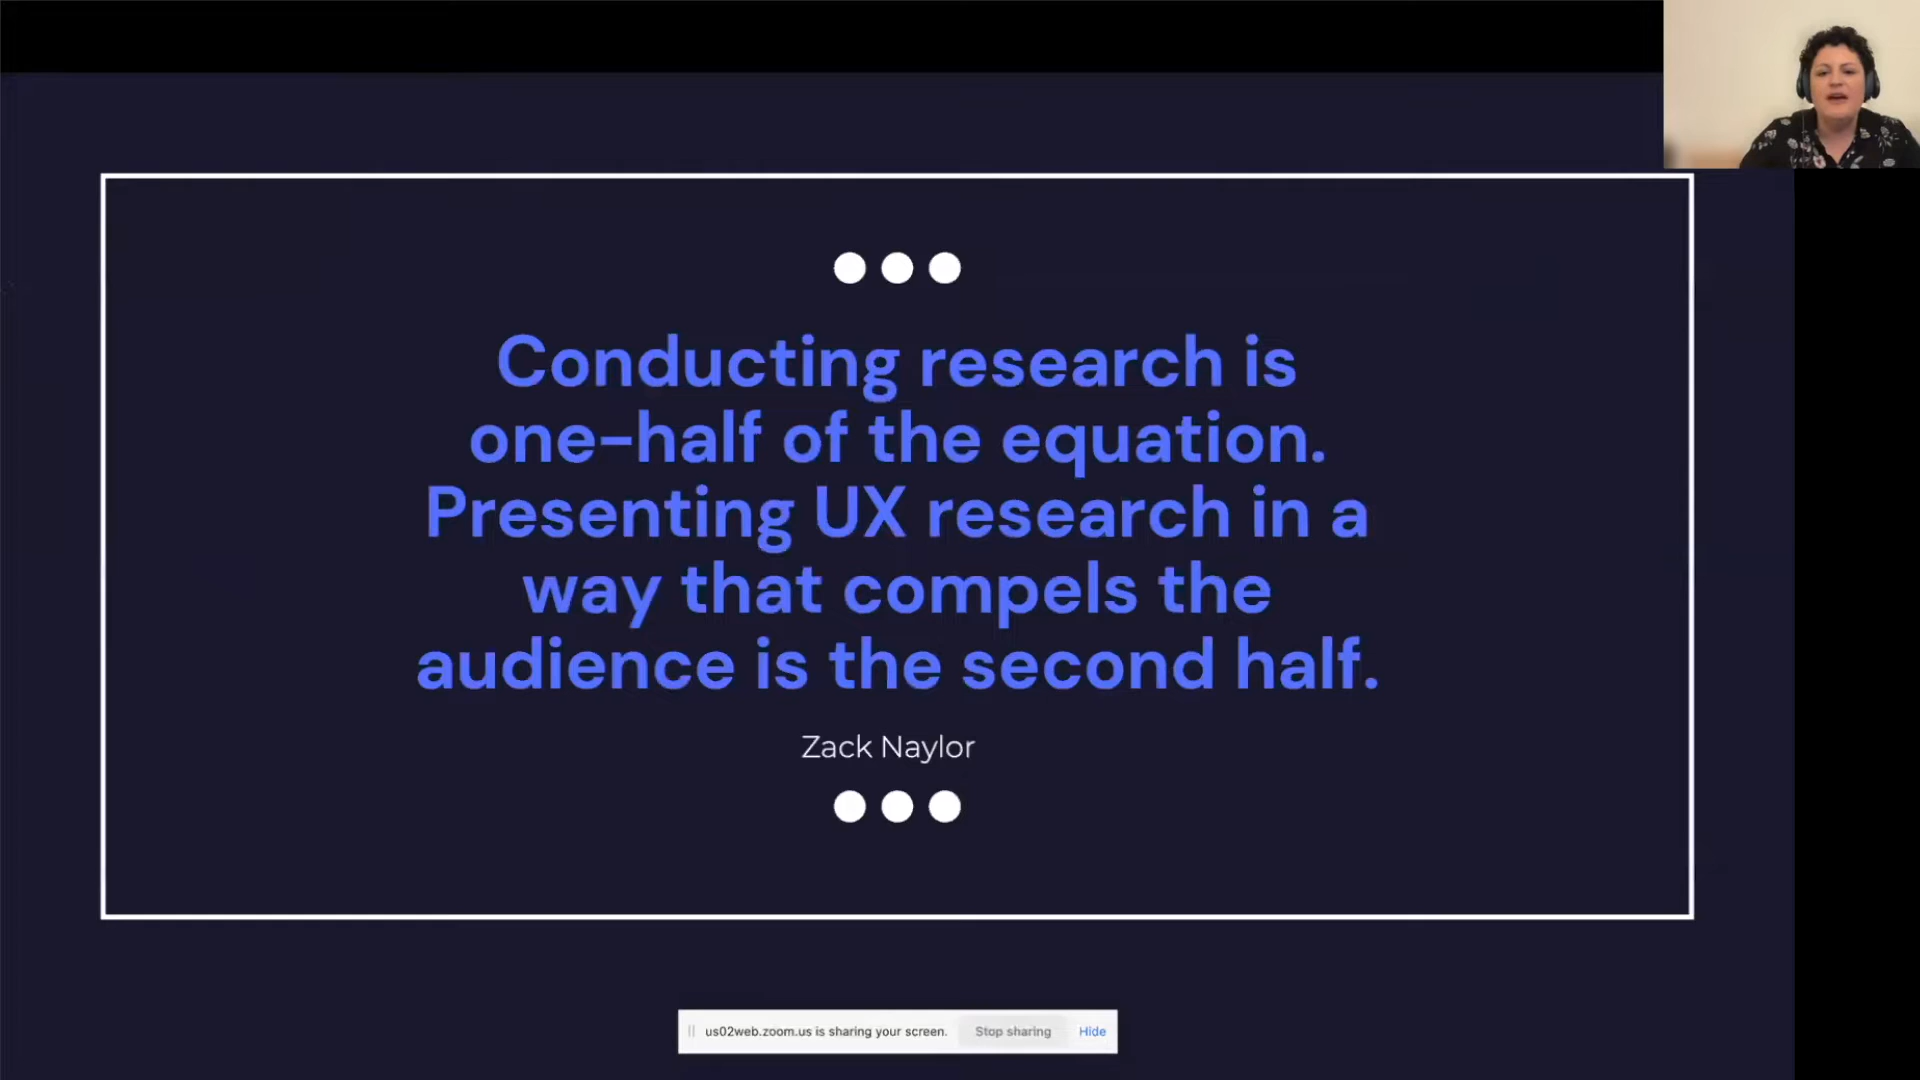 Conducting research is
one-half of the equation.
Presenting UX research in a
way that compels the
audience is the second half.
Zack Naylor
us02web.zoom.us is sharing your screen. Stop sharing Hide